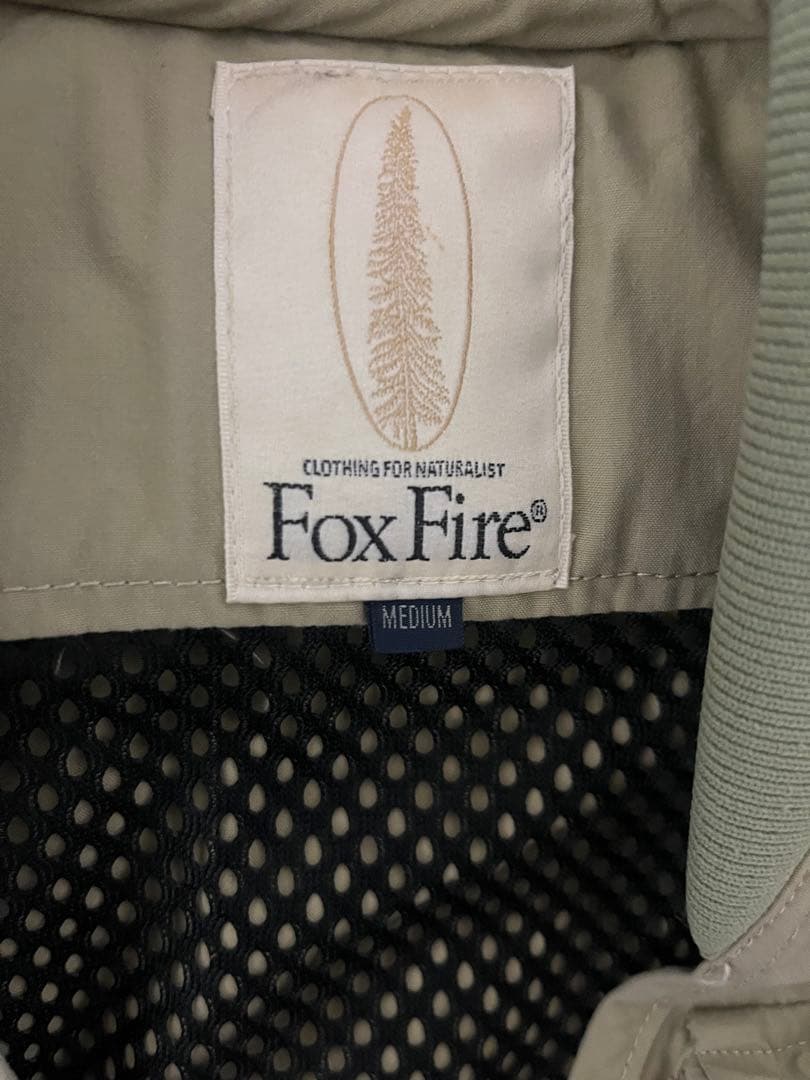 CLOTHING FOR NATURALIST
Fox Fire®
MEDIUM